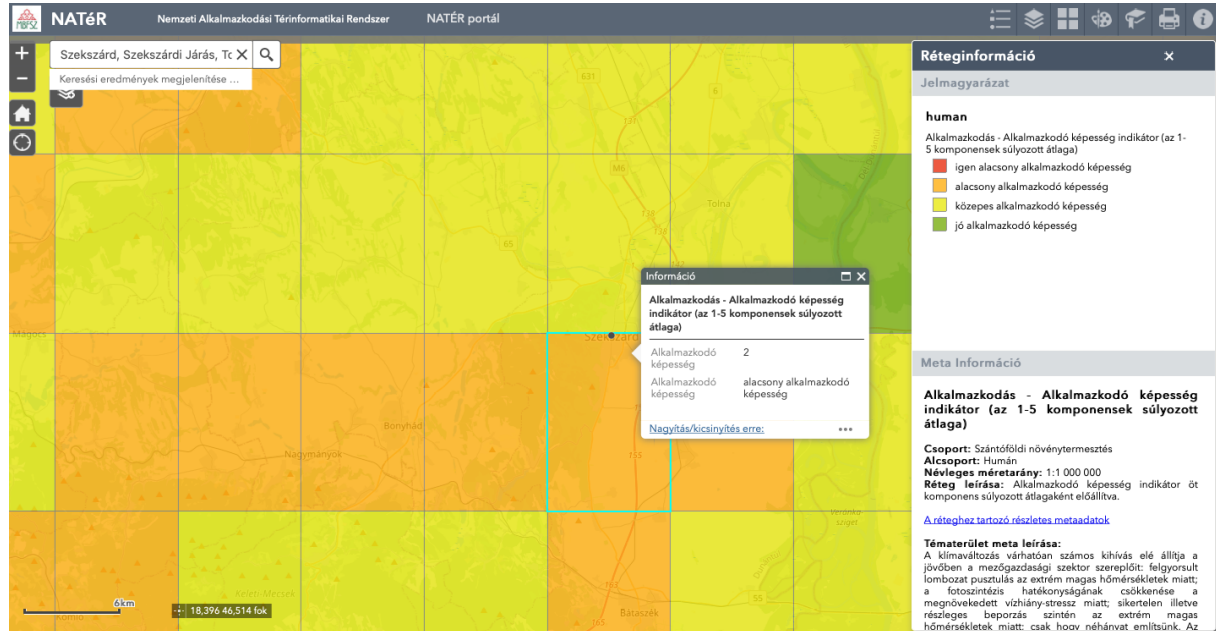 MBFSZ
NATéR
Nemzeti Alkalmazkodási Térinformatikai Rendszer
NATÉR portál
+
−
Szekszárd, Szekszárdi Járás, To
Keresési eredmények megjelenítése ...
631
6
M6
Tolna
65
Szekszárd
Mágocs
Bonyhád
Nagymányok
Keleti-Mecsek
Komló
Bátaszék
55
Veránka
sziget
6km
18,396 46,514 fok
Információ
Alkalmazkodás - Alkalmazkodó képesség
indikátor (az 1-5 komponensek súlyozott
átlaga)
Alkalmazkodó
képesség
2
Alkalmazkodó
képesség
alacsony alkalmazkodó
képesség
Nagyítás/kicsinyítés erre:
Réteginformáció
Jelmagyarázat
human
Alkalmazkodás - Alkalmazkodó képesség indikátor (az 1-
5 komponensek súlyozott átlaga)
igen alacsony alkalmazkodó képesség
alacsony alkalmazkodó képesség
közepes alkalmazkodó képesség
jó alkalmazkodó képesség
Meta Információ
Alkalmazkodás - Alkalmazkodó képesség
indikátor (az 1-5 komponensek súlyozott
átlaga)
Csoport: Szántóföldi növénytermesztés
Alcsoport: Humán
Névleges méretarány: 1:1 000 000
Réteg leírása: Alkalmazkodó képesség indikátor öt
komponens súlyozott átlagaként előállítva.
A réteghez tartozó részletes metaadatok
Tématerület meta leírása:
A klímaváltozás várhatóan számos kihívás elé állítja a
jövőben a mezőgazdasági szektor szereplőit: felgyorsult
lombozat pusztulás az extrém magas hőmérsékletek miatt;
a fotoszintézis hatékonyságának csökkenése a
megnövekedett vízhiány-stressz miatt; sikertelen illetve
részleges beporzás szintén az extrém magas
hőmérsékletek miatt; csak hogy néhányat említsünk. Az